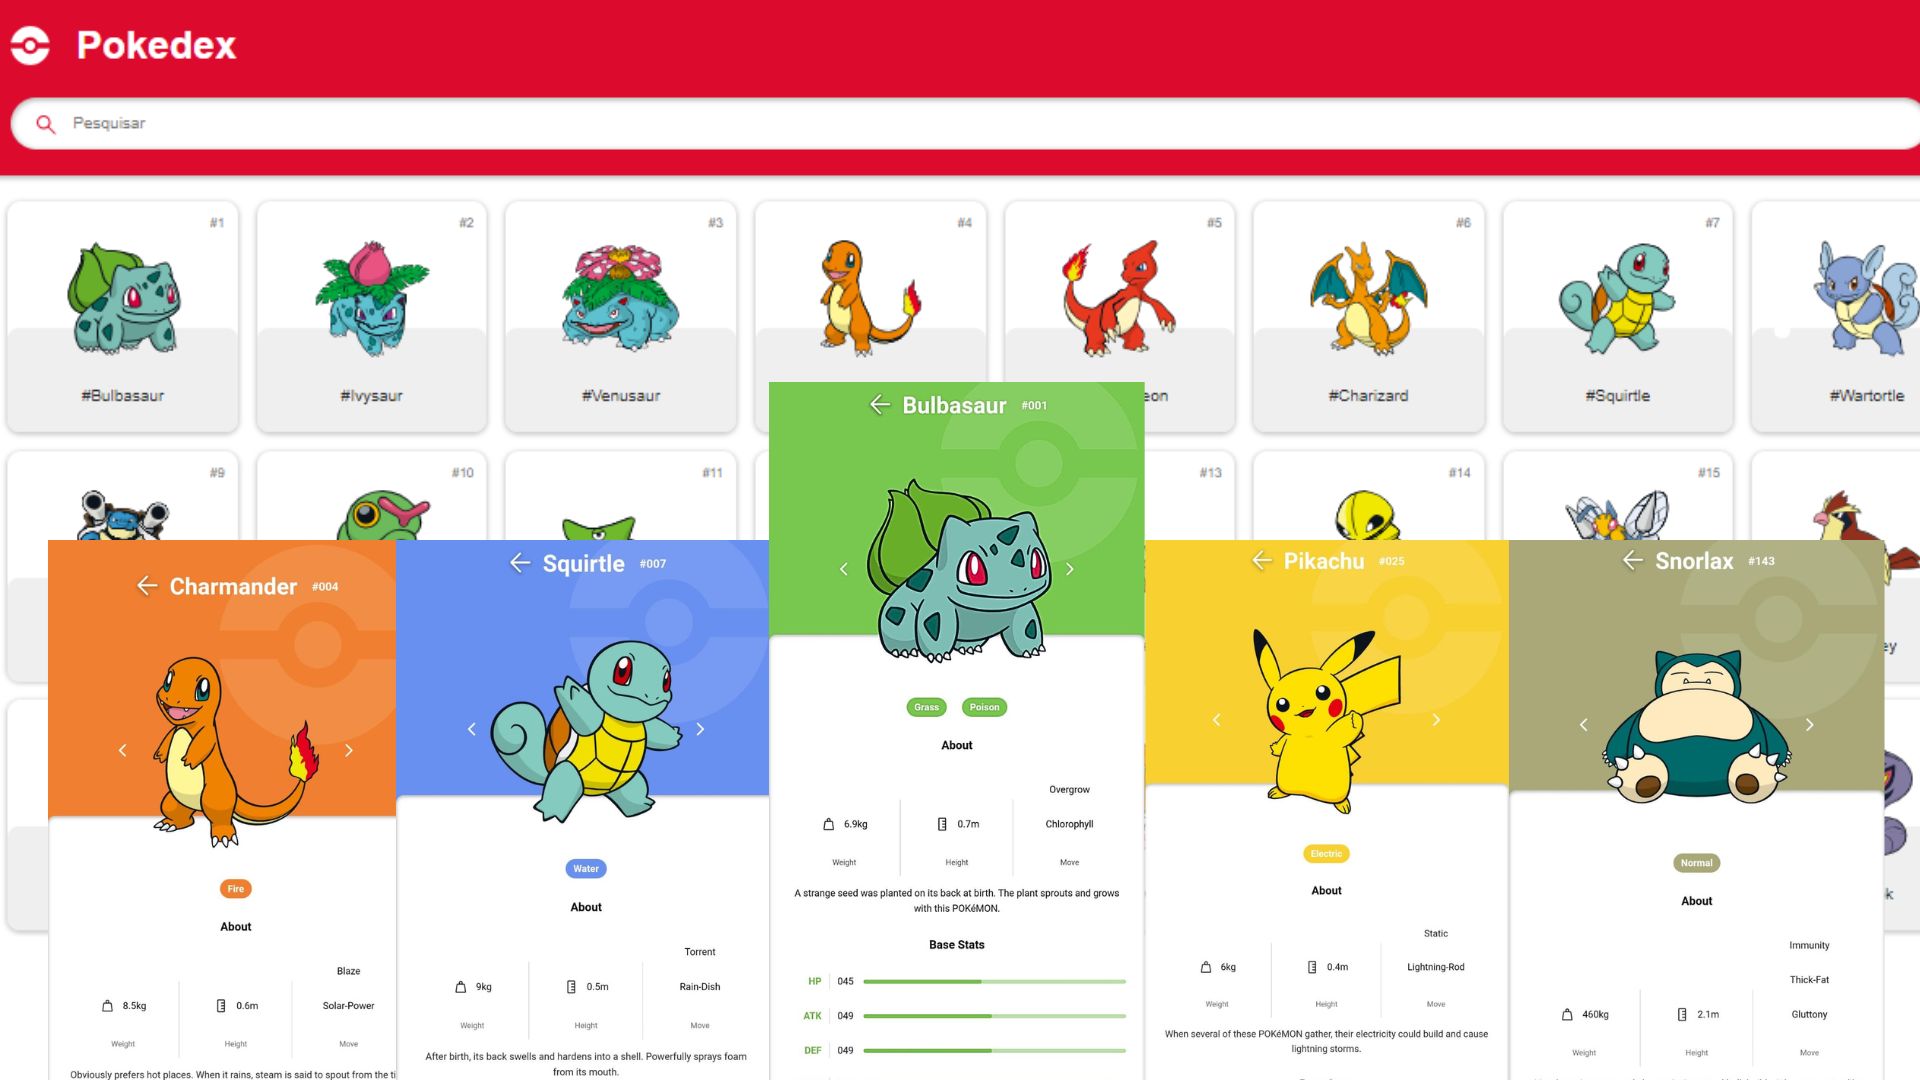 Pokedex
Pesquisar
#1
#2
#3
#4
#5
#6
#7
#Bulbasaur
#Ivysaur
#Venusaur
eon
#Charizard
#Squirtle
#Wartortle
#9
#10
#11
#13
#14
#15
ey
k
Charmander #004
Fire
About
8.5kg
0.6m
Blaze
Solar-Power
Weight
Height
Move
Obviously prefers hot places. When it rains, steam is said to spout from the ti
Squirtle #007
Water
About
9kg
0.5m
Torrent
Rain-Dish
Weight
Height
Move
After birth, its back swells and hardens into a shell. Powerfully sprays foam
from its mouth.
Bulbasaur #001
Grass Poison
About
6.9kg
0.7m
Overgrow
Chlorophyll
Weight
Height
Move
A strange seed was planted on its back at birth. The plant sprouts and grows
with this POKéMON.
Base Stats
HP 045
ATK 049
DEF 049
Pikachu #025
Electric
About
6kg
0.4m
Static
Lightning-Rod
Weight
Height
Move
When several of these POKéMON gather, their electricity could build and cause
lightning storms.
Snorlax #143
Normal
About
460kg
2.1m
Immunity
Thick-Fat
Gluttony
Weight
Height
Move